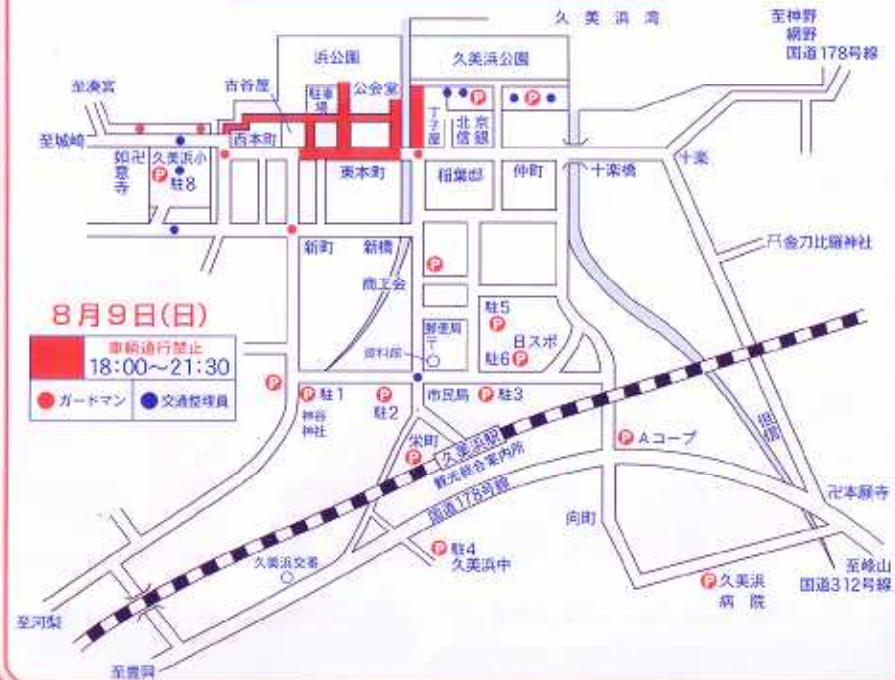 久美浜湾
至神野
網野
国道178号線
浜公園
久美浜公園
至湊宮
古谷屋
駐車場
公会堂
P
P
丁子屋
北信
京銀
至城崎
西本町
如意寺
卍
久美浜小
P
駐8
東本町
稲葉邸
仲町
十楽橋
十楽
新町
新橋
商工会
P
金刀比羅神社
8月9日(日)
車輌通行禁止
18:00〜21:30
ガードマン
交通整理員
郵便局
〒
資料館
駐5
P
日スポ
駐6 P
P
P 駐1
神谷神社
P
駐2
市民局
P 駐3
栄町
P
久美浜駅
観光総合案内所
国道178号線
P Aコープ
但信
卍本願寺
向町
久美浜交番
P 駐4
久美浜中
P 久美浜
病院
至峰山
国道312号線
至河梨
至豊岡